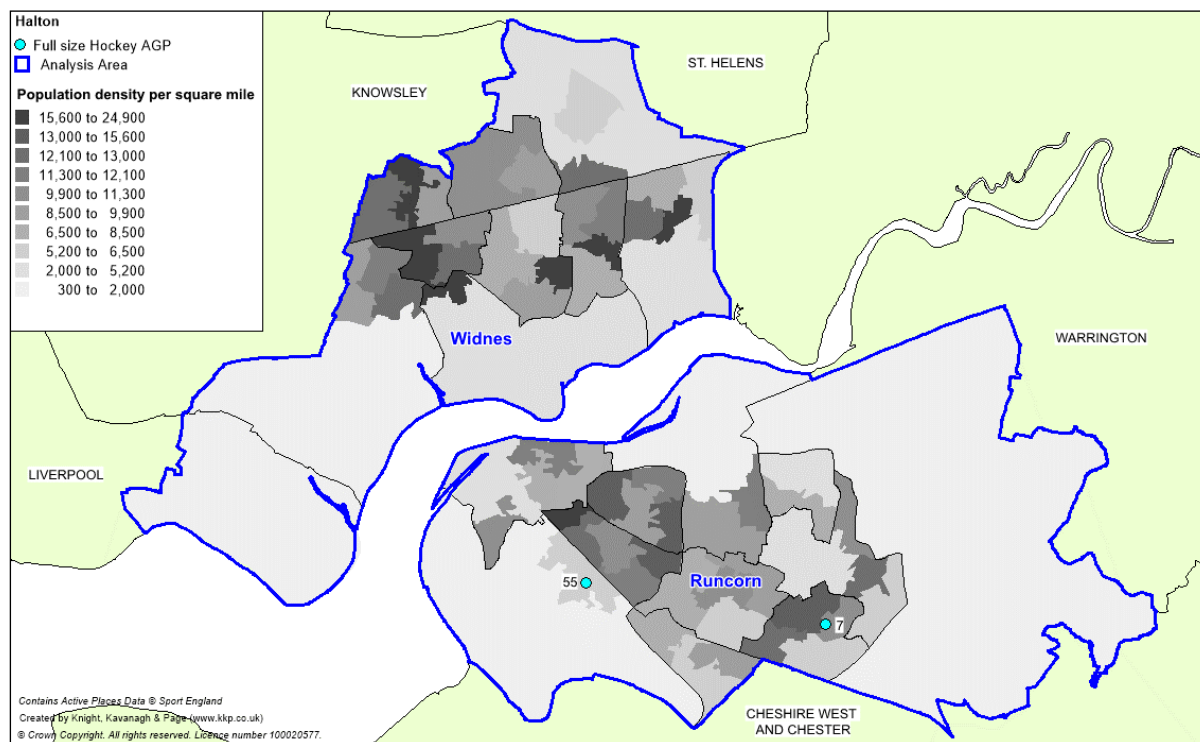 Halton
Full size Hockey AGP
Analysis Area
Population density per square mile
15,600 to 24,900
13,000 to 15,600
12,100 to 13,000
11,300 to 12,100
9,900 to 11,300
8,500 to 9,900
6,500 to 8,500
5,200 to 6,500
2,000 to 5,200
300 to 2,000
ST. HELENS
KNOWSLEY
Widnes
WARRINGTON
LIVERPOOL
55
Runcorn
7
CHESHIRE WEST
AND CHESTER
Contains Active Places Data © Sport England
Created by Knight, Kavanagh & Page (www.kkp.co.uk)
© Crown Copyright. All rights reserved. Licence number 100020577.